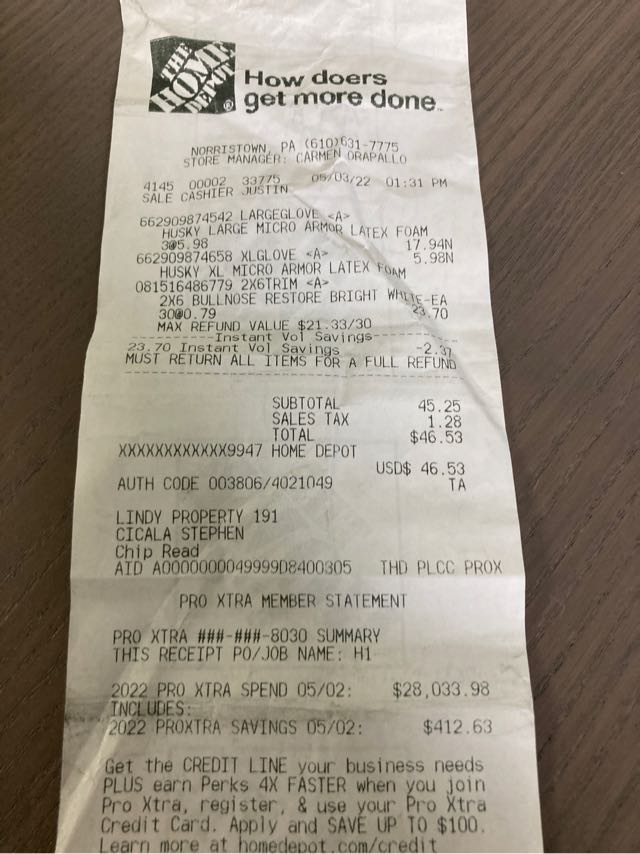 THE
HOME
DEPOT
®
How doers
get more done.™
NORRISTOWN, PA (610)631-7775
STORE MANAGER: CARMEN ORAPALLO
4145 00002 33775 05/03/22 01:31 PM
SALE CASHIER JUSTIN
662909874542 LARGEGLOVE <A>
HUSKY LARGE MICRO ARMOR LATEX FOAM
3@5.98 17.94N
662909874658 XLGLOVE <A> 5.98N
HUSKY XL MICRO ARMOR LATEX FOAM
081516486779 2X6TRIM <A>
2X6 BULLNOSE RESTORE BRIGHT WHITE-EA
30@0.79 23.70
MAX REFUND VALUE $21.33/30
-----------Instant Vol Savings-----------
23.70 Instant Vol Savings -2.37
MUST RETURN ALL ITEMS FOR A FULL REFUND
SUBTOTAL 45.25
SALES TAX 1.28
TOTAL $46.53
XXXXXXXXXXXX9947 HOME DEPOT
USD$ 46.53
AUTH CODE 003806/4021049 TA
LINDY PROPERTY 191
CICALA STEPHEN
Chip Read
AID A0000000049999D8400305 THD PLCC PROX
PRO XTRA MEMBER STATEMENT
PRO XTRA ###-###-8030 SUMMARY
THIS RECEIPT PO/JOB NAME: H1
2022 PRO XTRA SPEND 05/02: $28,033.98
INCLUDES:
2022 PROXTRA SAVINGS 05/02: $412.63
Get the CREDIT LINE your business needs
PLUS earn Perks 4X FASTER when you join
Pro Xtra, register, & use your Pro Xtra
Credit Card. Apply and SAVE UP TO $100.
Learn more at homedepot.com/credit